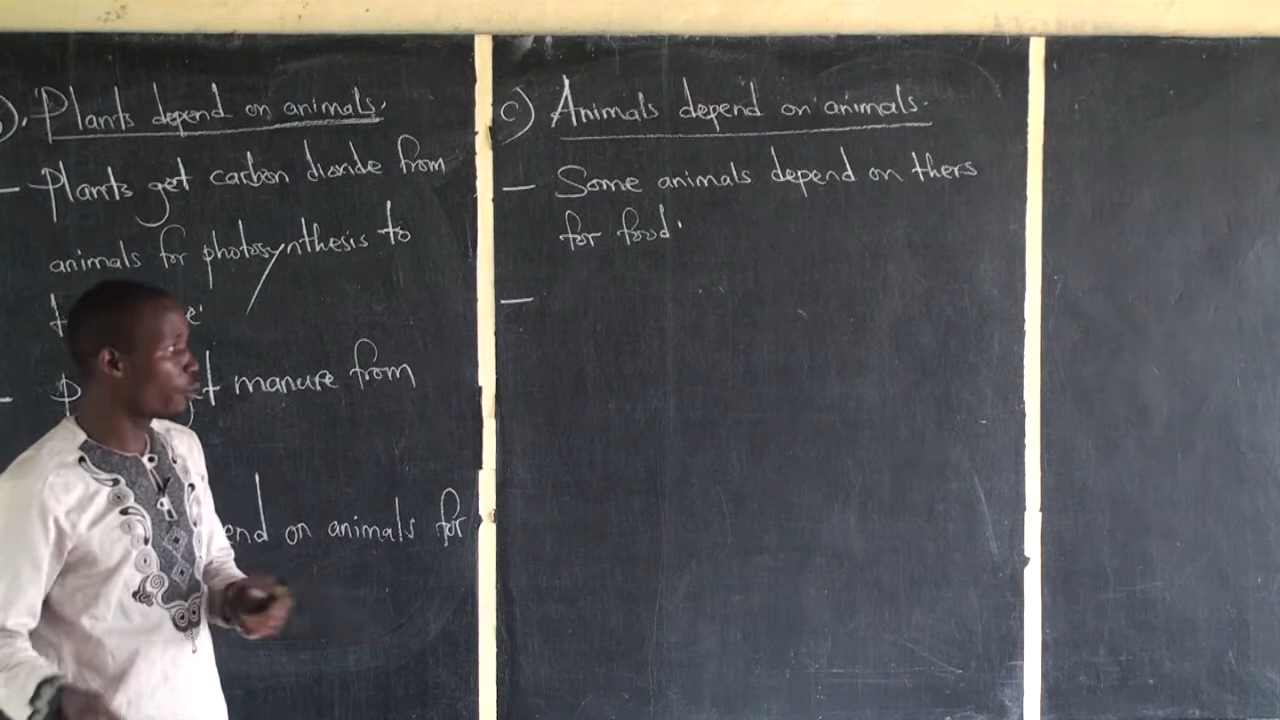 ). Plants depend on animals.
– Plants get carbon dioxide from
animals for photosynthesis to
manure from
end on animals for
c) Animals depend on animals.
– Some animals depend on thers
for food.
–